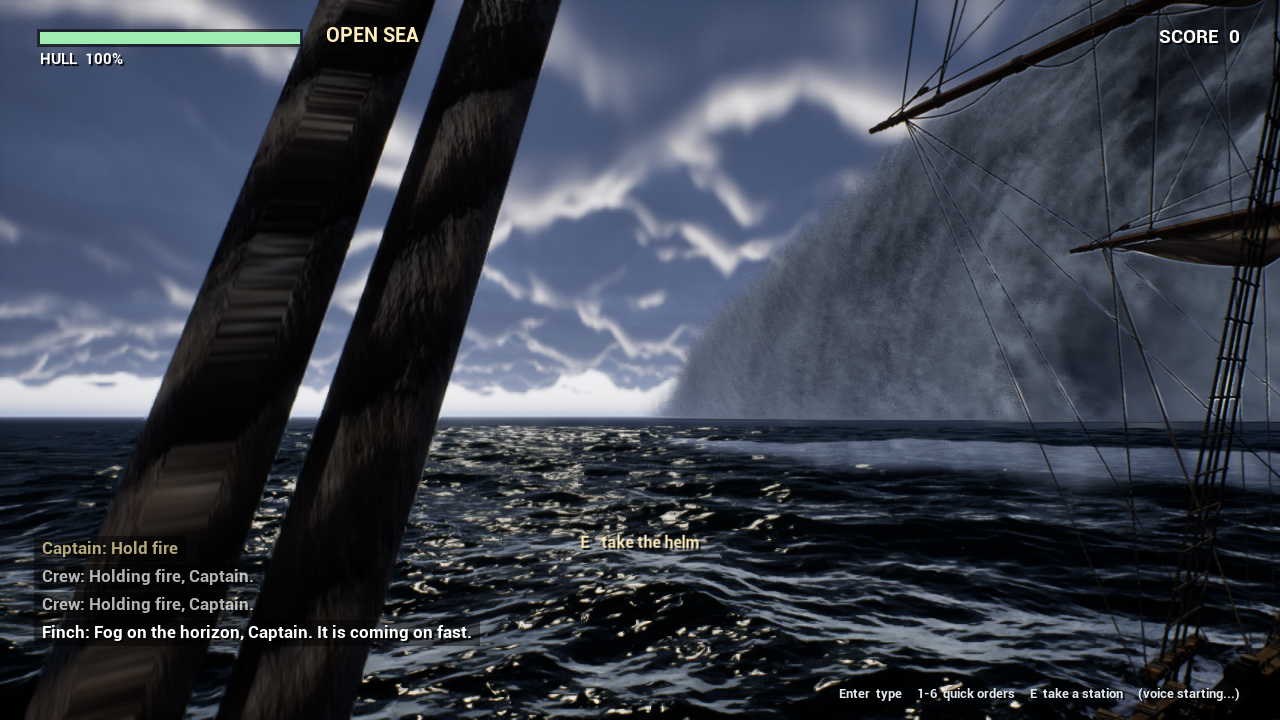 OPEN SEA
SCORE 0
HULL 100%
E take the helm
Captain: Hold fire
Crew: Holding fire, Captain.
Crew: Holding fire, Captain.
Finch: Fog on the horizon, Captain. It is coming on fast.
Enter type 1-6 quick orders E take a station (voice starting...)